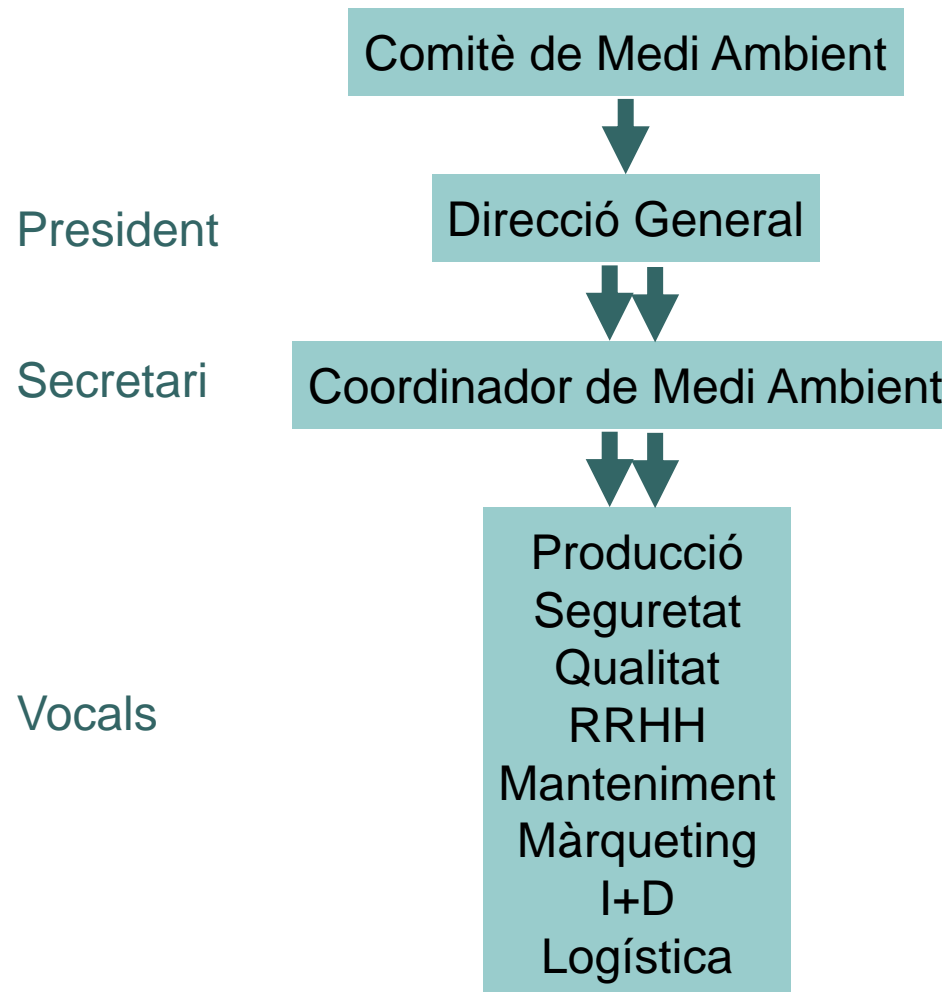 Comitè de Medi Ambient
President
Direcció General
Secretari
Coordinador de Medi Ambient
Vocals
Producció
Seguretat
Qualitat
RRHH
Manteniment
Màrqueting
I+D
Logística